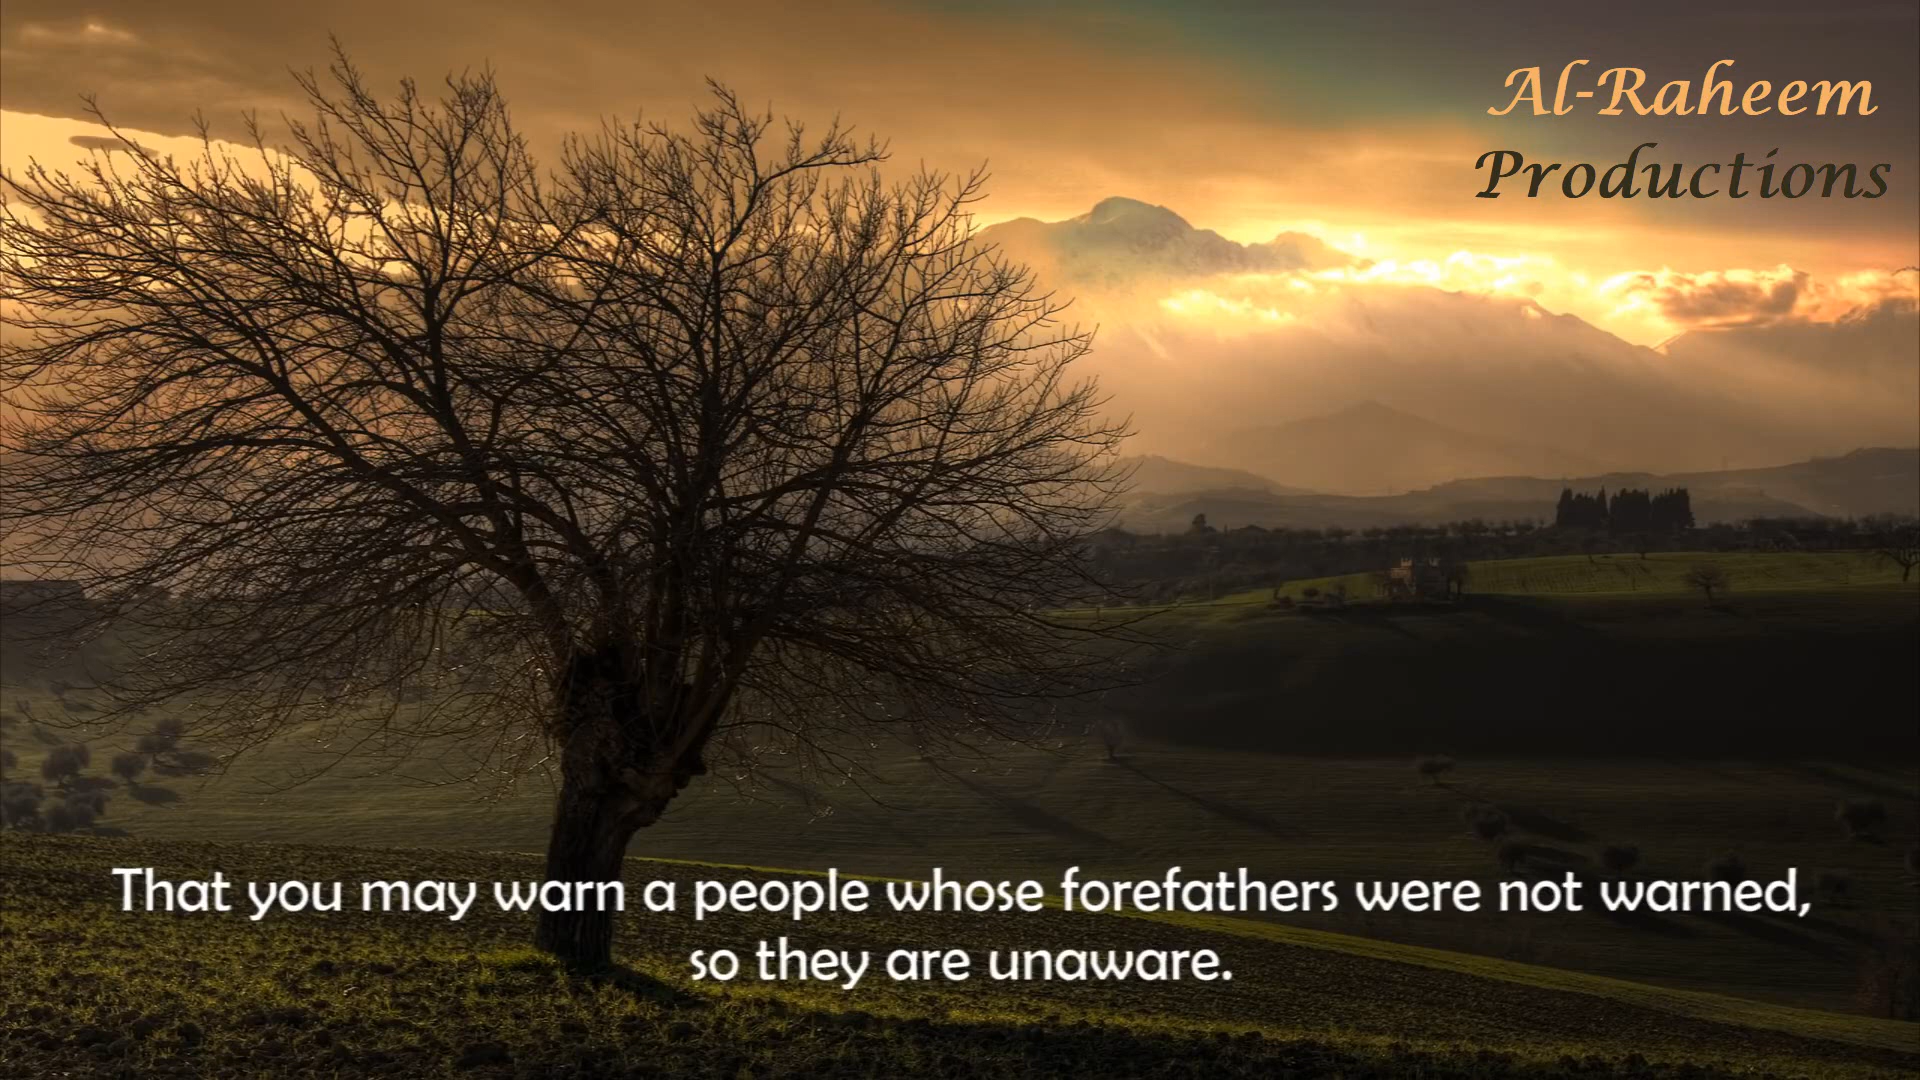 Al-Raheem
Productions
That you may warn a people whose forefathers were not warned,
so they are unaware.